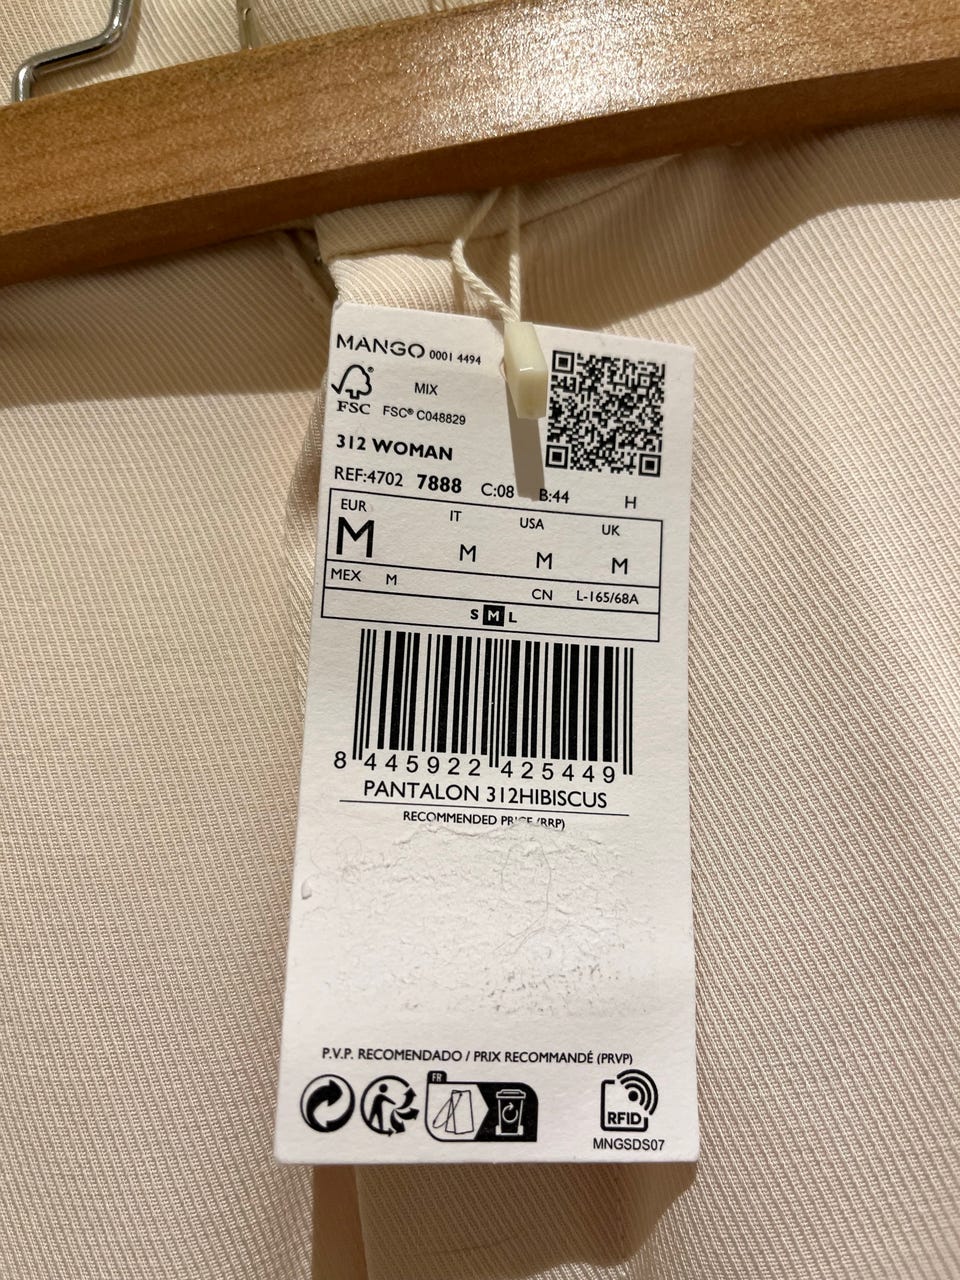 MANGO 0001 4494
MIX
FSC® FSC® C048829
312 WOMAN
REF:4702 7888 C:08 B:44 H
EUR IT USA UK
M M M M
MEX M CN L-165/68A
S M L
8 445922 425449
PANTALON 312HIBISCUS
RECOMMENDED PRICE (RRP)
P.V.P. RECOMENDADO / PRIX RECOMMANDÉ (PRVP)
FR
RFID
MNGSDS07